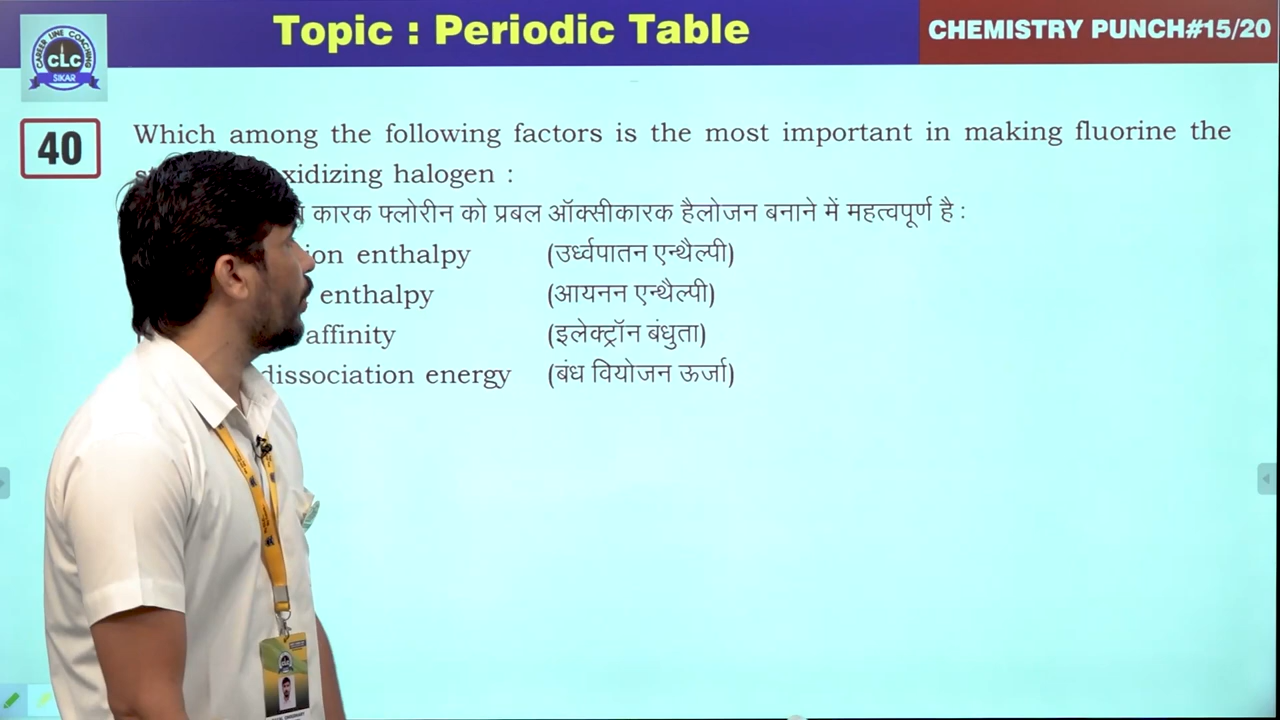 Topic : Periodic Table
CHEMISTRY PUNCH#15/20
CAREER LINE COACHING
CLC
SIKAR
40
Which among the following factors is the most important in making fluorine the
halogen :
कारक फ्लोरीन को प्रबल ऑक्सीकारक हैलोजन बनाने में महत्वपूर्ण है :
enthalpy (उर्ध्वपातन एन्थैल्पी)
enthalpy (आयनन एन्थैल्पी)
affinity (इलेक्ट्रॉन बंधुता)
dissociation energy (बंध वियोजन ऊर्जा)
CLC